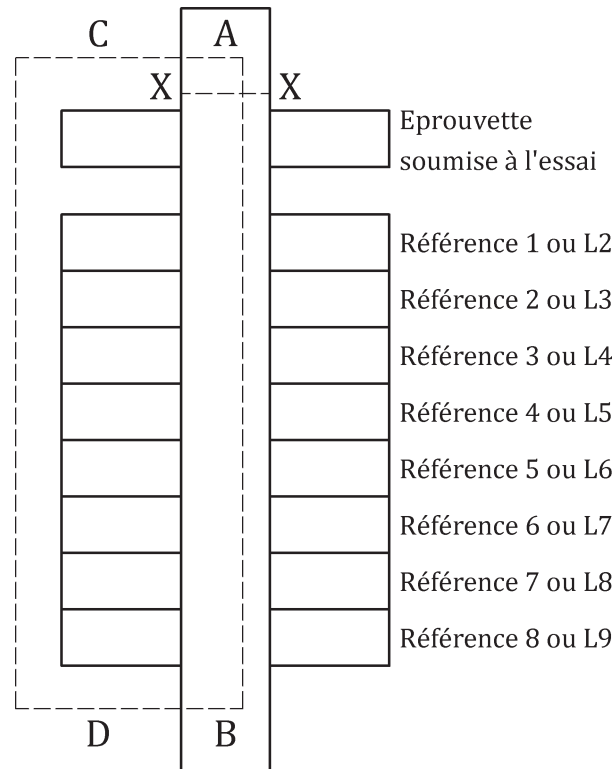 C A
X X
Eprouvette
soumise à l'essai
Référence 1 ou L2
Référence 2 ou L3
Référence 3 ou L4
Référence 4 ou L5
Référence 5 ou L6
Référence 6 ou L7
Référence 7 ou L8
Référence 8 ou L9
D B